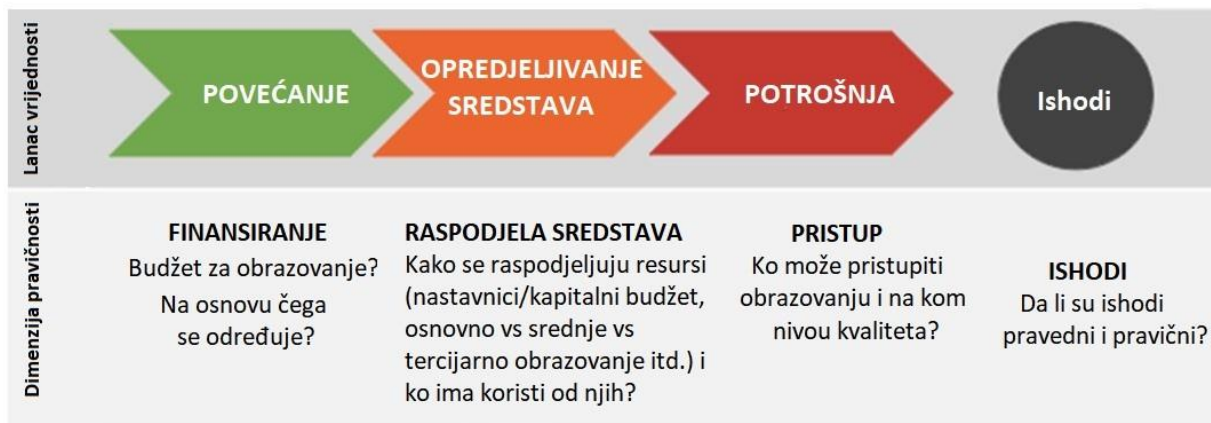 Lanac vrijednosti
POVEĆANJE
OPREDJELJIVANJE
SREDSTAVA
POTROŠNJA
Ishodi
Dimenzija pravičnosti
FINANSIRANJE
Budžet za obrazovanje?
Na osnovu čega
se određuje?
RASPODJELA SREDSTAVA
Kako se raspodjeljuju resursi
(nastavnici/kapitalni budžet,
osnovno vs srednje vs
tercijarno obrazovanje itd.) i
ko ima koristi od njih?
PRISTUP
Ko može pristupiti
obrazovanju i na kom
nivou kvaliteta?
ISHODI
Da li su ishodi
pravedni i pravični?